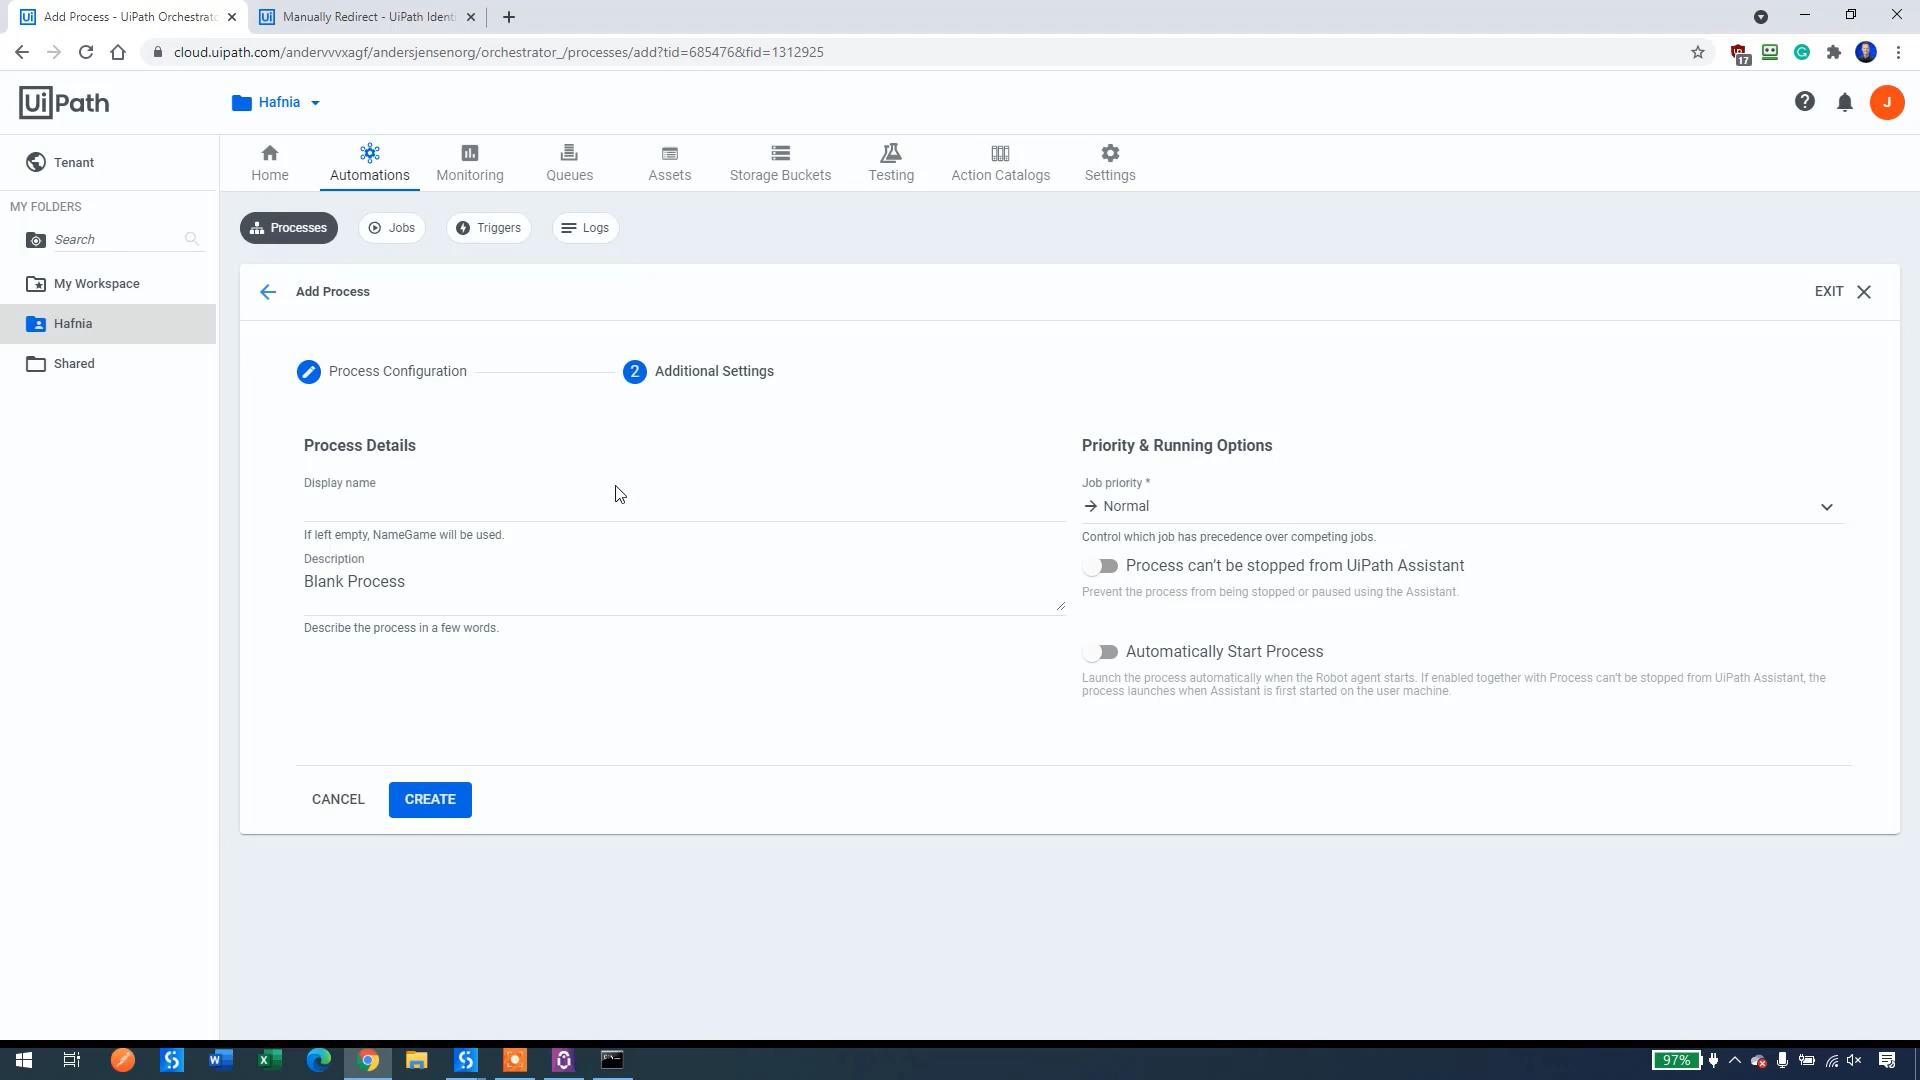 Add Process - UiPath Orchestrato
Manually Redirect - UiPath Identi
cloud.uipath.com/andervvvxagf/andersjensenorg/orchestrator_/processes/add?tid=685476&fid=1312925
17
UiPath
Hafnia
J
Tenant
Home
Automations
Monitoring
Queues
Assets
Storage Buckets
Testing
Action Catalogs
Settings
MY FOLDERS
Search
My Workspace
Hafnia
Shared
Processes
Jobs
Triggers
Logs
Add Process
EXIT
Process Configuration
2
Additional Settings
Process Details
Display name
If left empty, NameGame will be used.
Description
Blank Process
Describe the process in a few words.
Priority & Running Options
Job priority *
Normal
Control which job has precedence over competing jobs.
Process can't be stopped from UiPath Assistant
Prevent the process from being stopped or paused using the Assistant.
Automatically Start Process
Launch the process automatically when the Robot agent starts. If enabled together with Process can't be stopped from UiPath Assistant, the
process launches when Assistant is first started on the user machine.
CANCEL
CREATE
97%